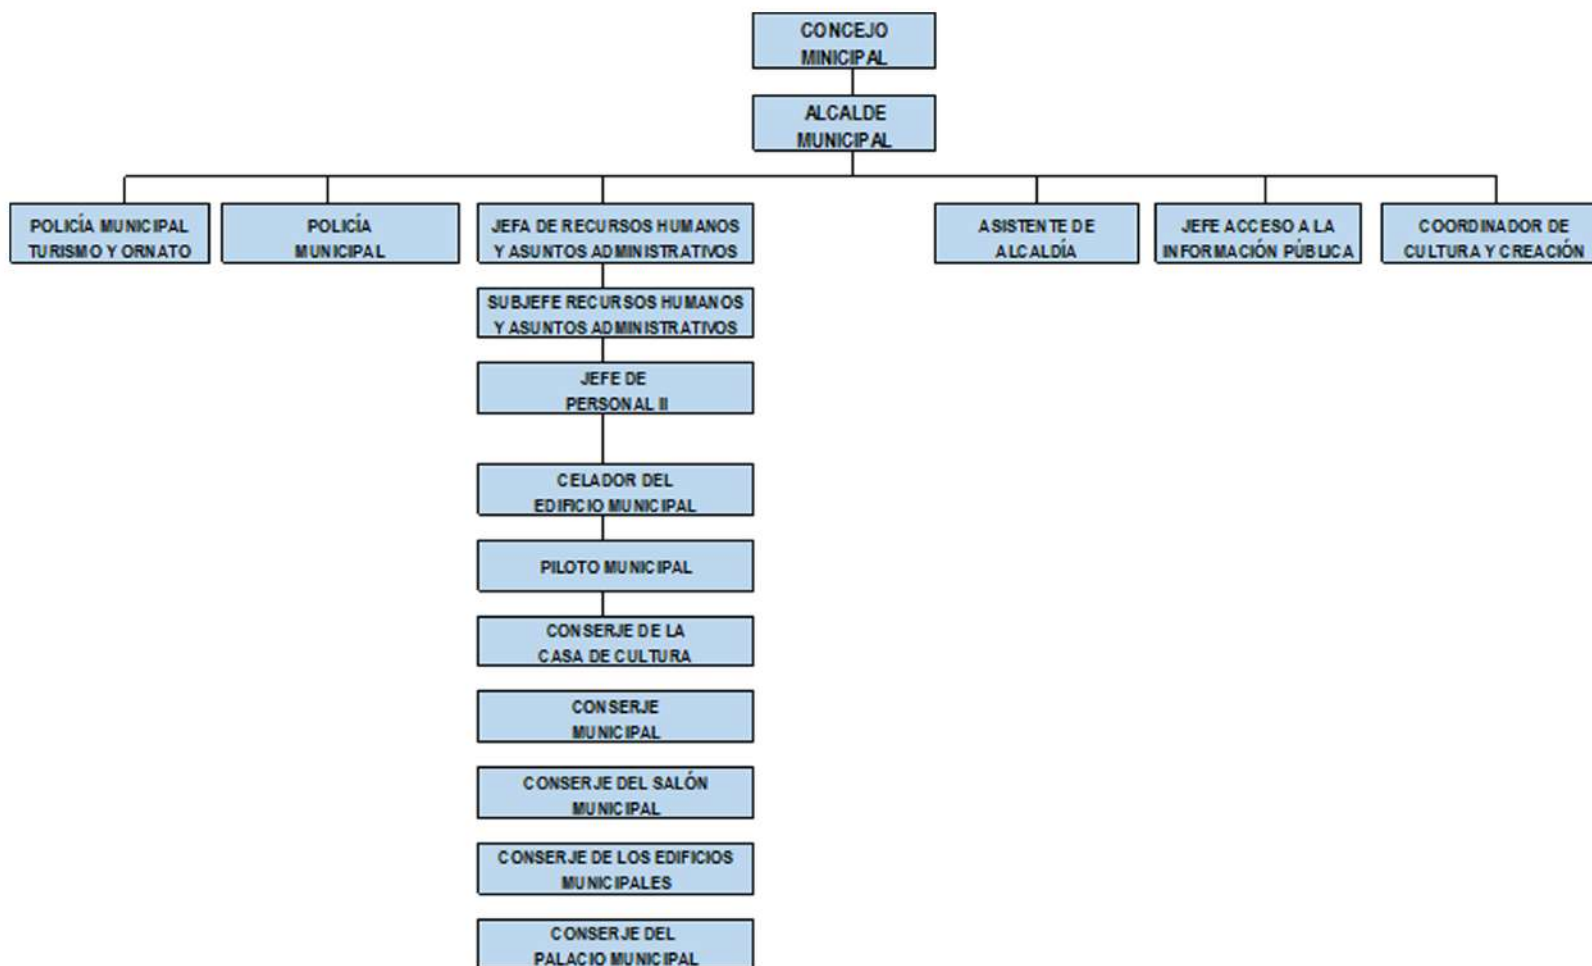 CONCEJO
MINICIPAL
ALCALDE
MUNICIPAL
POLICÍA MUNICIPAL
TURISMO Y ORNATO
POLICÍA
MUNICIPAL
JEFA DE RECURSOS HUMANOS
Y ASUNTOS ADMINISTRATIVOS
ASISTENTE DE
ALCALDÍA
JEFE ACCESO A LA
INFORMACIÓN PÚBLICA
COORDINADOR DE
CULTURA Y CREACIÓN
SUBJEFE RECURSOS HUMANOS
Y ASUNTOS ADMINISTRATIVOS
JEFE DE
PERSONAL II
CELADOR DEL
EDIFICIO MUNICIPAL
PILOTO MUNICIPAL
CONSERJE DE LA
CASA DE CULTURA
CONSERJE
MUNICIPAL
CONSERJE DEL SALÓN
MUNICIPAL
CONSERJE DE LOS EDIFICIOS
MUNICIPALES
CONSERJE DEL
PALACIO MUNICIPAL